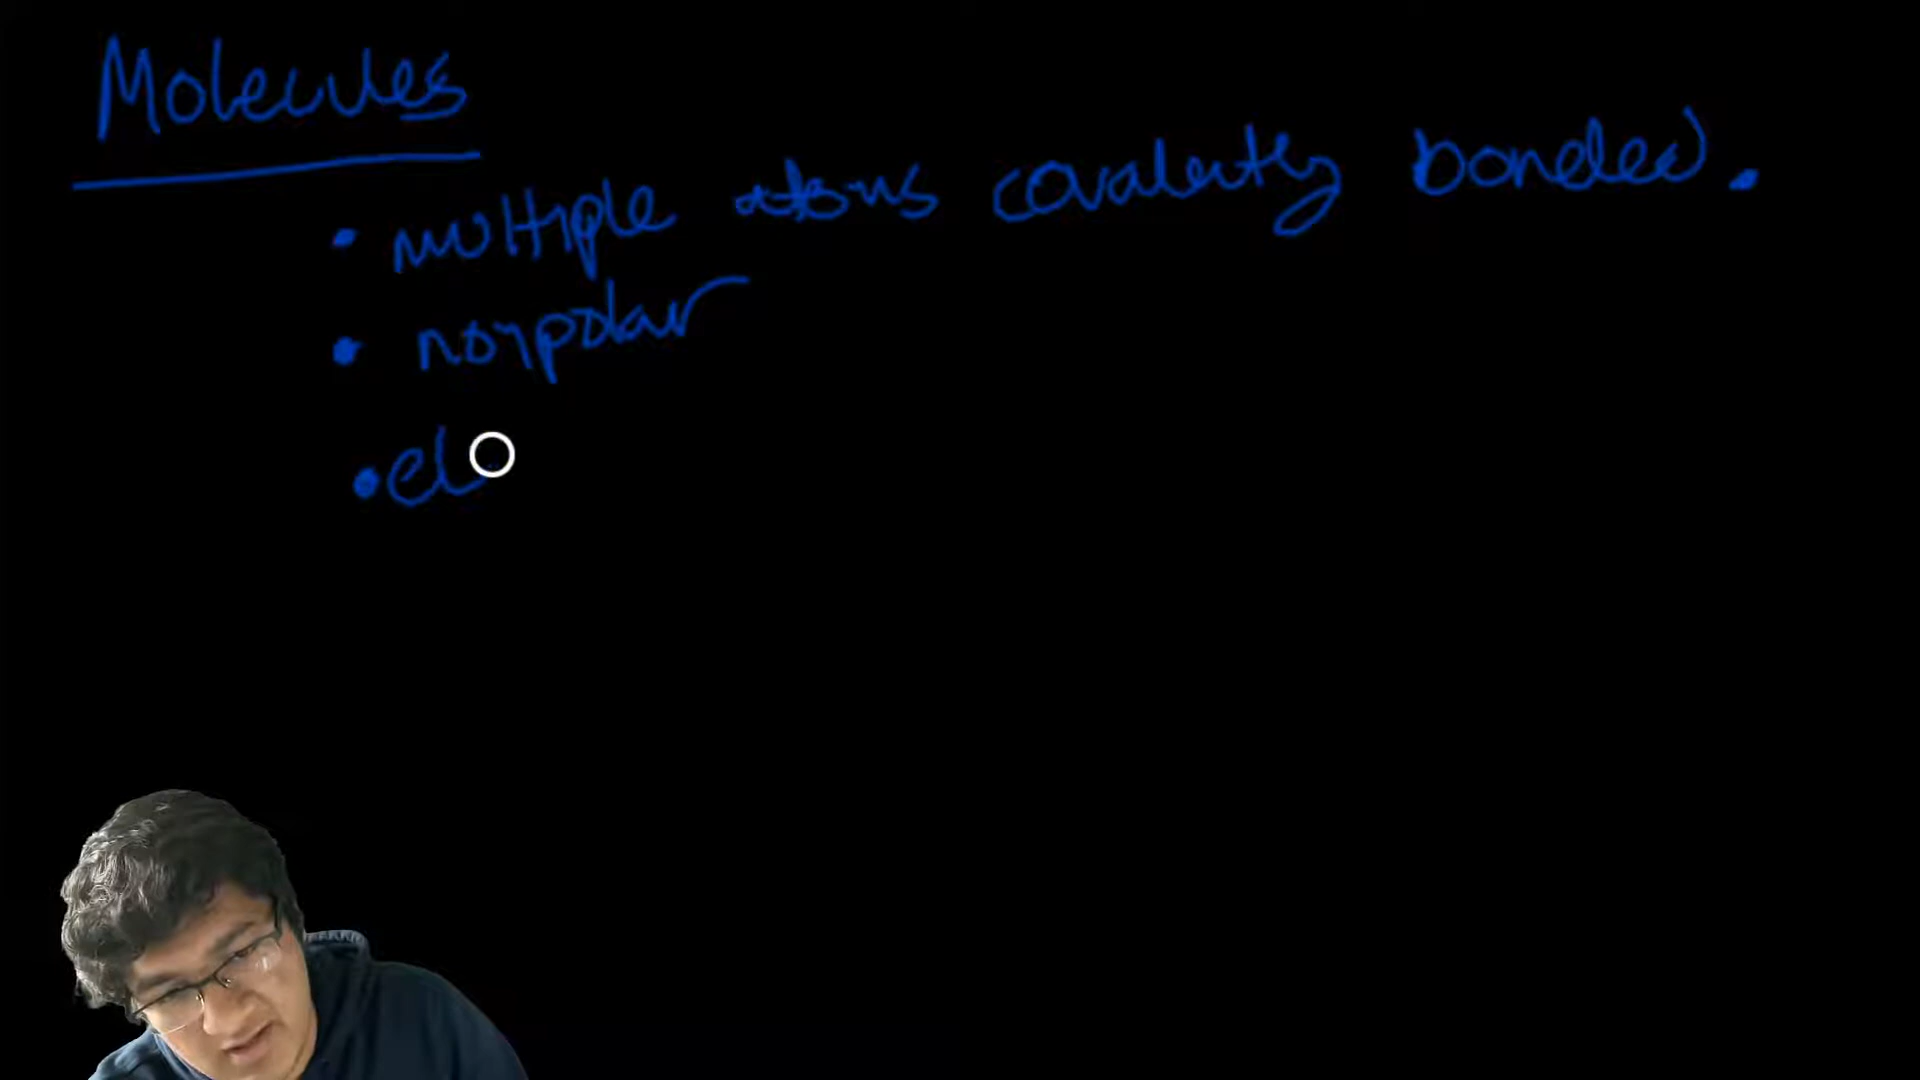 Molecules
• multiple atoms covalently bonded.
• nonpolar
• el